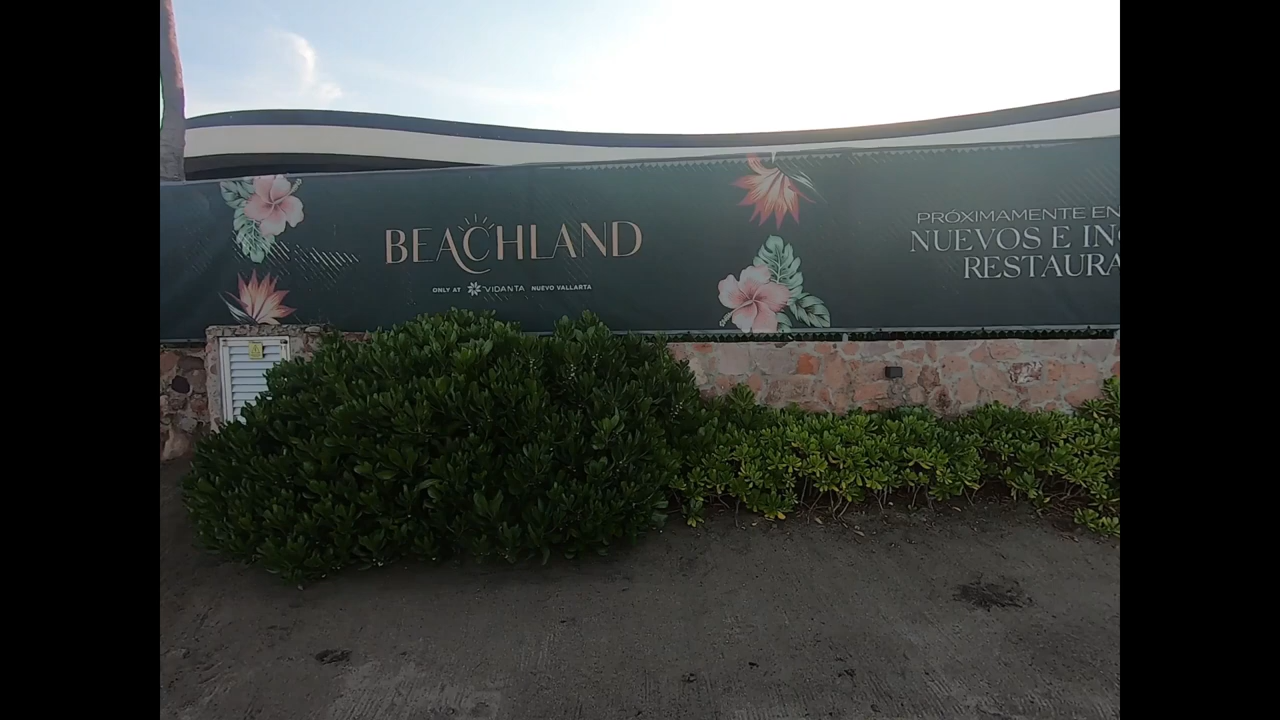 BEACHLAND
ONLY AT VIDANTA NUEVO VALLARTA
PRÓXIMAMENTE EN
NUEVOS E
RESTAURA